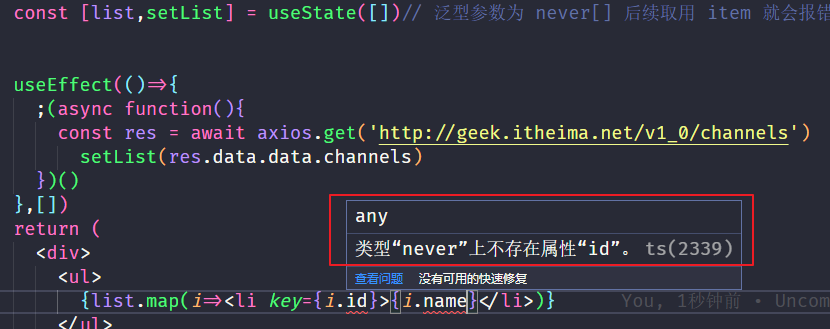 const [list,setList] = useState([])// 泛型参数为 never[] 后续取用 item 就会报错
useEffect(()=>{
;(async function(){
const res = await axios.get('http://geek.itheima.net/v1_0/channels')
setList(res.data.data.channels)
})()
},[])
return (
any
类型“never”上不存在属性“id”。 ts(2339)
<div>
查看问题 没有可用的快速修复
<ul>
{list.map(i=><li key={i.id}>{i.name}</li>)} You, 1秒钟前 • Uncom
</ul>